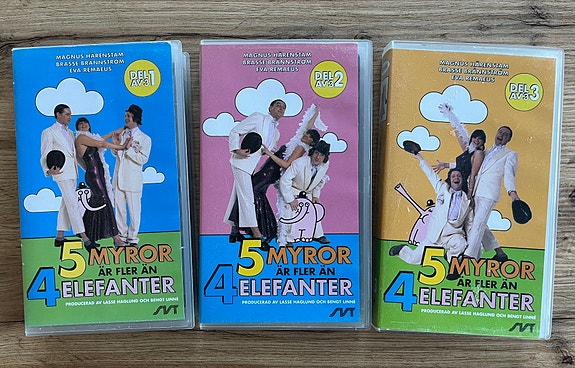 MAGNUS HÄRENSTAM
BRASSE BRÄNNSTRÖM
EVA REMAEUS
DEL 1
AV 3
5 MYROR
ÄR FLER ÄN
4 ELEFANTER
PRODUCERAD AV LASSE HAGLUND OCH BENGT LINNÉ
SVT
MAGNUS HÄRENSTAM
BRASSE BRÄNNSTRÖM
EVA REMAEUS
DEL 2
AV 3
5 MYROR
ÄR FLER ÄN
4 ELEFANTER
PRODUCERAD AV LASSE HAGLUND OCH BENGT LINNÉ
SVT
MAGNUS HÄRENSTAM
BRASSE BRÄNNSTRÖM
EVA REMAEUS
DEL 3
AV 3
5 MYROR
ÄR FLER ÄN
4 ELEFANTER
PRODUCERAD AV LASSE HAGLUND OCH BENGT LINNÉ
SVT